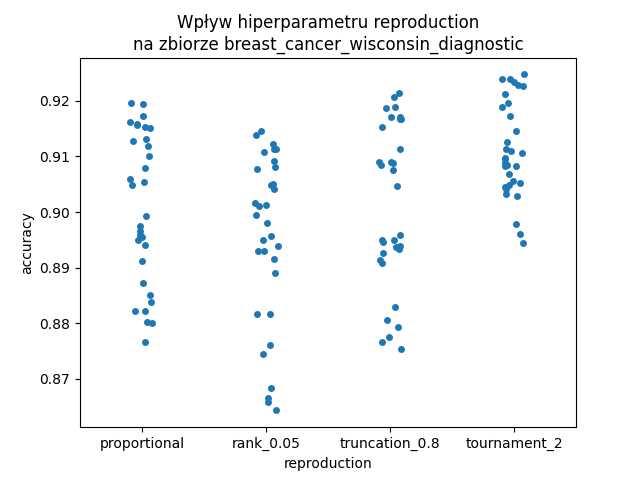 Wpływ hiperparametru reproduction
na zbiorze breast_cancer_wisconsin_diagnostic
accuracy
0.92
0.91
0.90
0.89
0.88
0.87
proportional
rank_0.05
truncation_0.8
tournament_2
reproduction